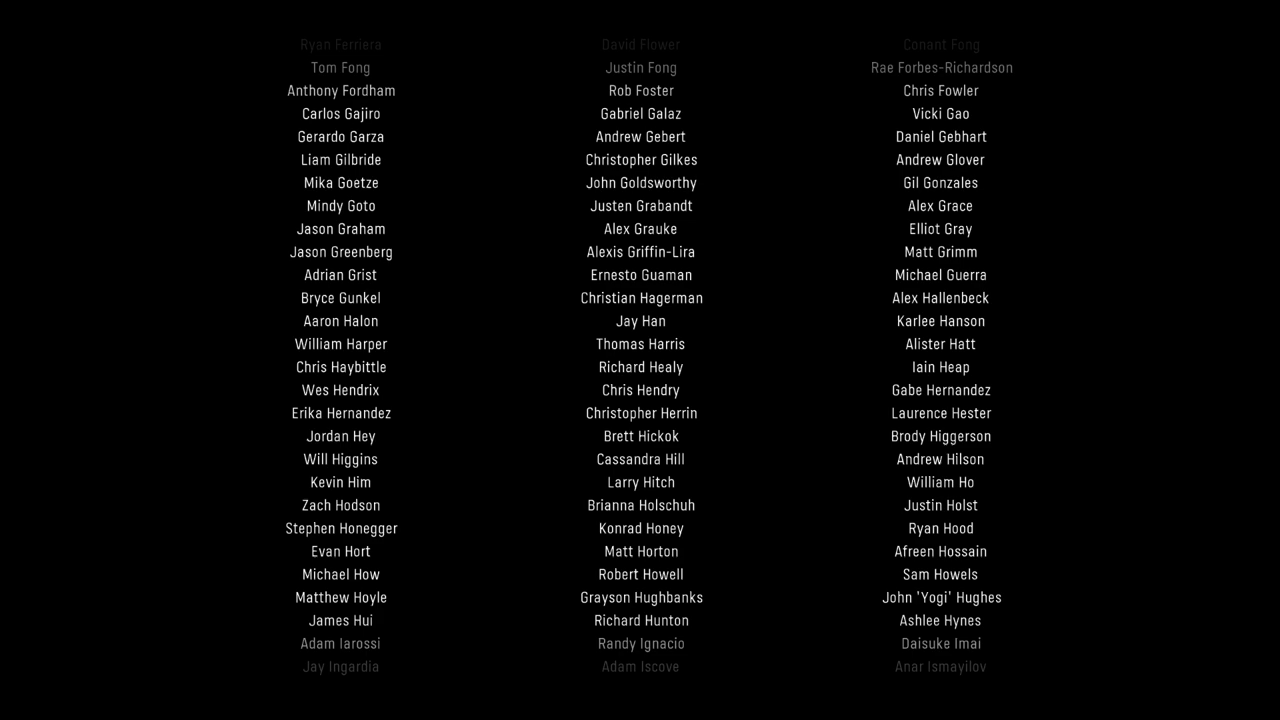 Ryan Ferriera David Flower Conant Fong
Tom Fong Justin Fong Rae Forbes-Richardson
Anthony Fordham Rob Foster Chris Fowler
Carlos Gajiro Gabriel Galaz Vicki Gao
Gerardo Garza Andrew Gebert Daniel Gebhart
Liam Gilbride Christopher Gilkes Andrew Glover
Mika Goetze John Goldsworthy Gil Gonzales
Mindy Goto Justen Grabandt Alex Grace
Jason Graham Alex Grauke Elliot Gray
Jason Greenberg Alexis Griffin-Lira Matt Grimm
Adrian Grist Ernesto Guaman Michael Guerra
Bryce Gunkel Christian Hagerman Alex Hallenbeck
Aaron Halon Jay Han Karlee Hanson
William Harper Thomas Harris Alister Hatt
Chris Haybittle Richard Healy Iain Heap
Wes Hendrix Chris Hendry Gabe Hernandez
Erika Hernandez Christopher Herrin Laurence Hester
Jordan Hey Brett Hickok Brody Higgerson
Will Higgins Cassandra Hill Andrew Hilson
Kevin Him Larry Hitch William Ho
Zach Hodson Brianna Holschuh Justin Holst
Stephen Honegger Konrad Honey Ryan Hood
Evan Hort Matt Horton Afreen Hossain
Michael How Robert Howell Sam Howels
Matthew Hoyle Grayson Hughbanks John 'Yogi' Hughes
James Hui Richard Hunton Ashlee Hynes
Adam Iarossi Randy Ignacio Daisuke Imai
Jay Ingardia Adam Iscove Anar Ismayilov